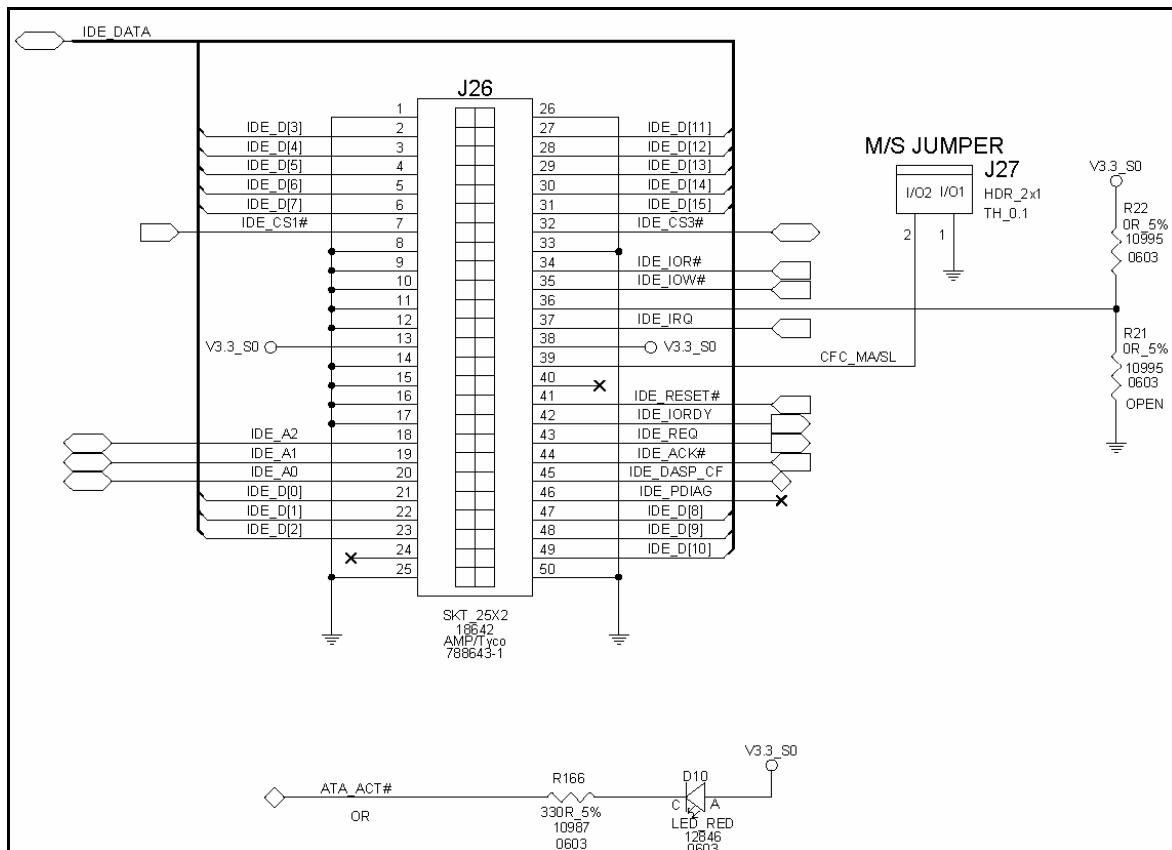 IDE_DATA
J26
1 26
IDE_D[3] 2 27 IDE_D[11]
IDE_D[4] 3 28 IDE_D[12]
IDE_D[5] 4 29 IDE_D[13]
IDE_D[6] 5 30 IDE_D[14]
IDE_D[7] 6 31 IDE_D[15]
IDE_CS1# 7 32 IDE_CS3#
8 33
9 34 IDE_IOR#
10 35 IDE_IOW#
11 36
12 37 IDE_IRQ
V3.3_S0 13 38 V3.3_S0
14 39 CFC_MA/SL
15 40
16 41 IDE_RESET#
17 42 IDE_IORDY
IDE_A2 18 43 IDE_REQ
IDE_A1 19 44 IDE_ACK#
IDE_A0 20 45 IDE_DASP_CF
IDE_D[0] 21 46 IDE_PDIAG
IDE_D[1] 22 47 IDE_D[8]
IDE_D[2] 23 48 IDE_D[9]
24 49 IDE_D[10]
25 50
SKT_25X2
18642
AMP/Tyco
788643-1
M/S JUMPER
J27
I/O2 I/O1
HDR_2x1
TH_0.1
2 1
V3.3_S0
R22
0R_5%
10995
0603
R21
0R_5%
10995
0603
OPEN
ATA_ACT#
OR
R166
330R_5%
10987
0603
V3.3_S0
D10
C A
LED_RED
12846
0603